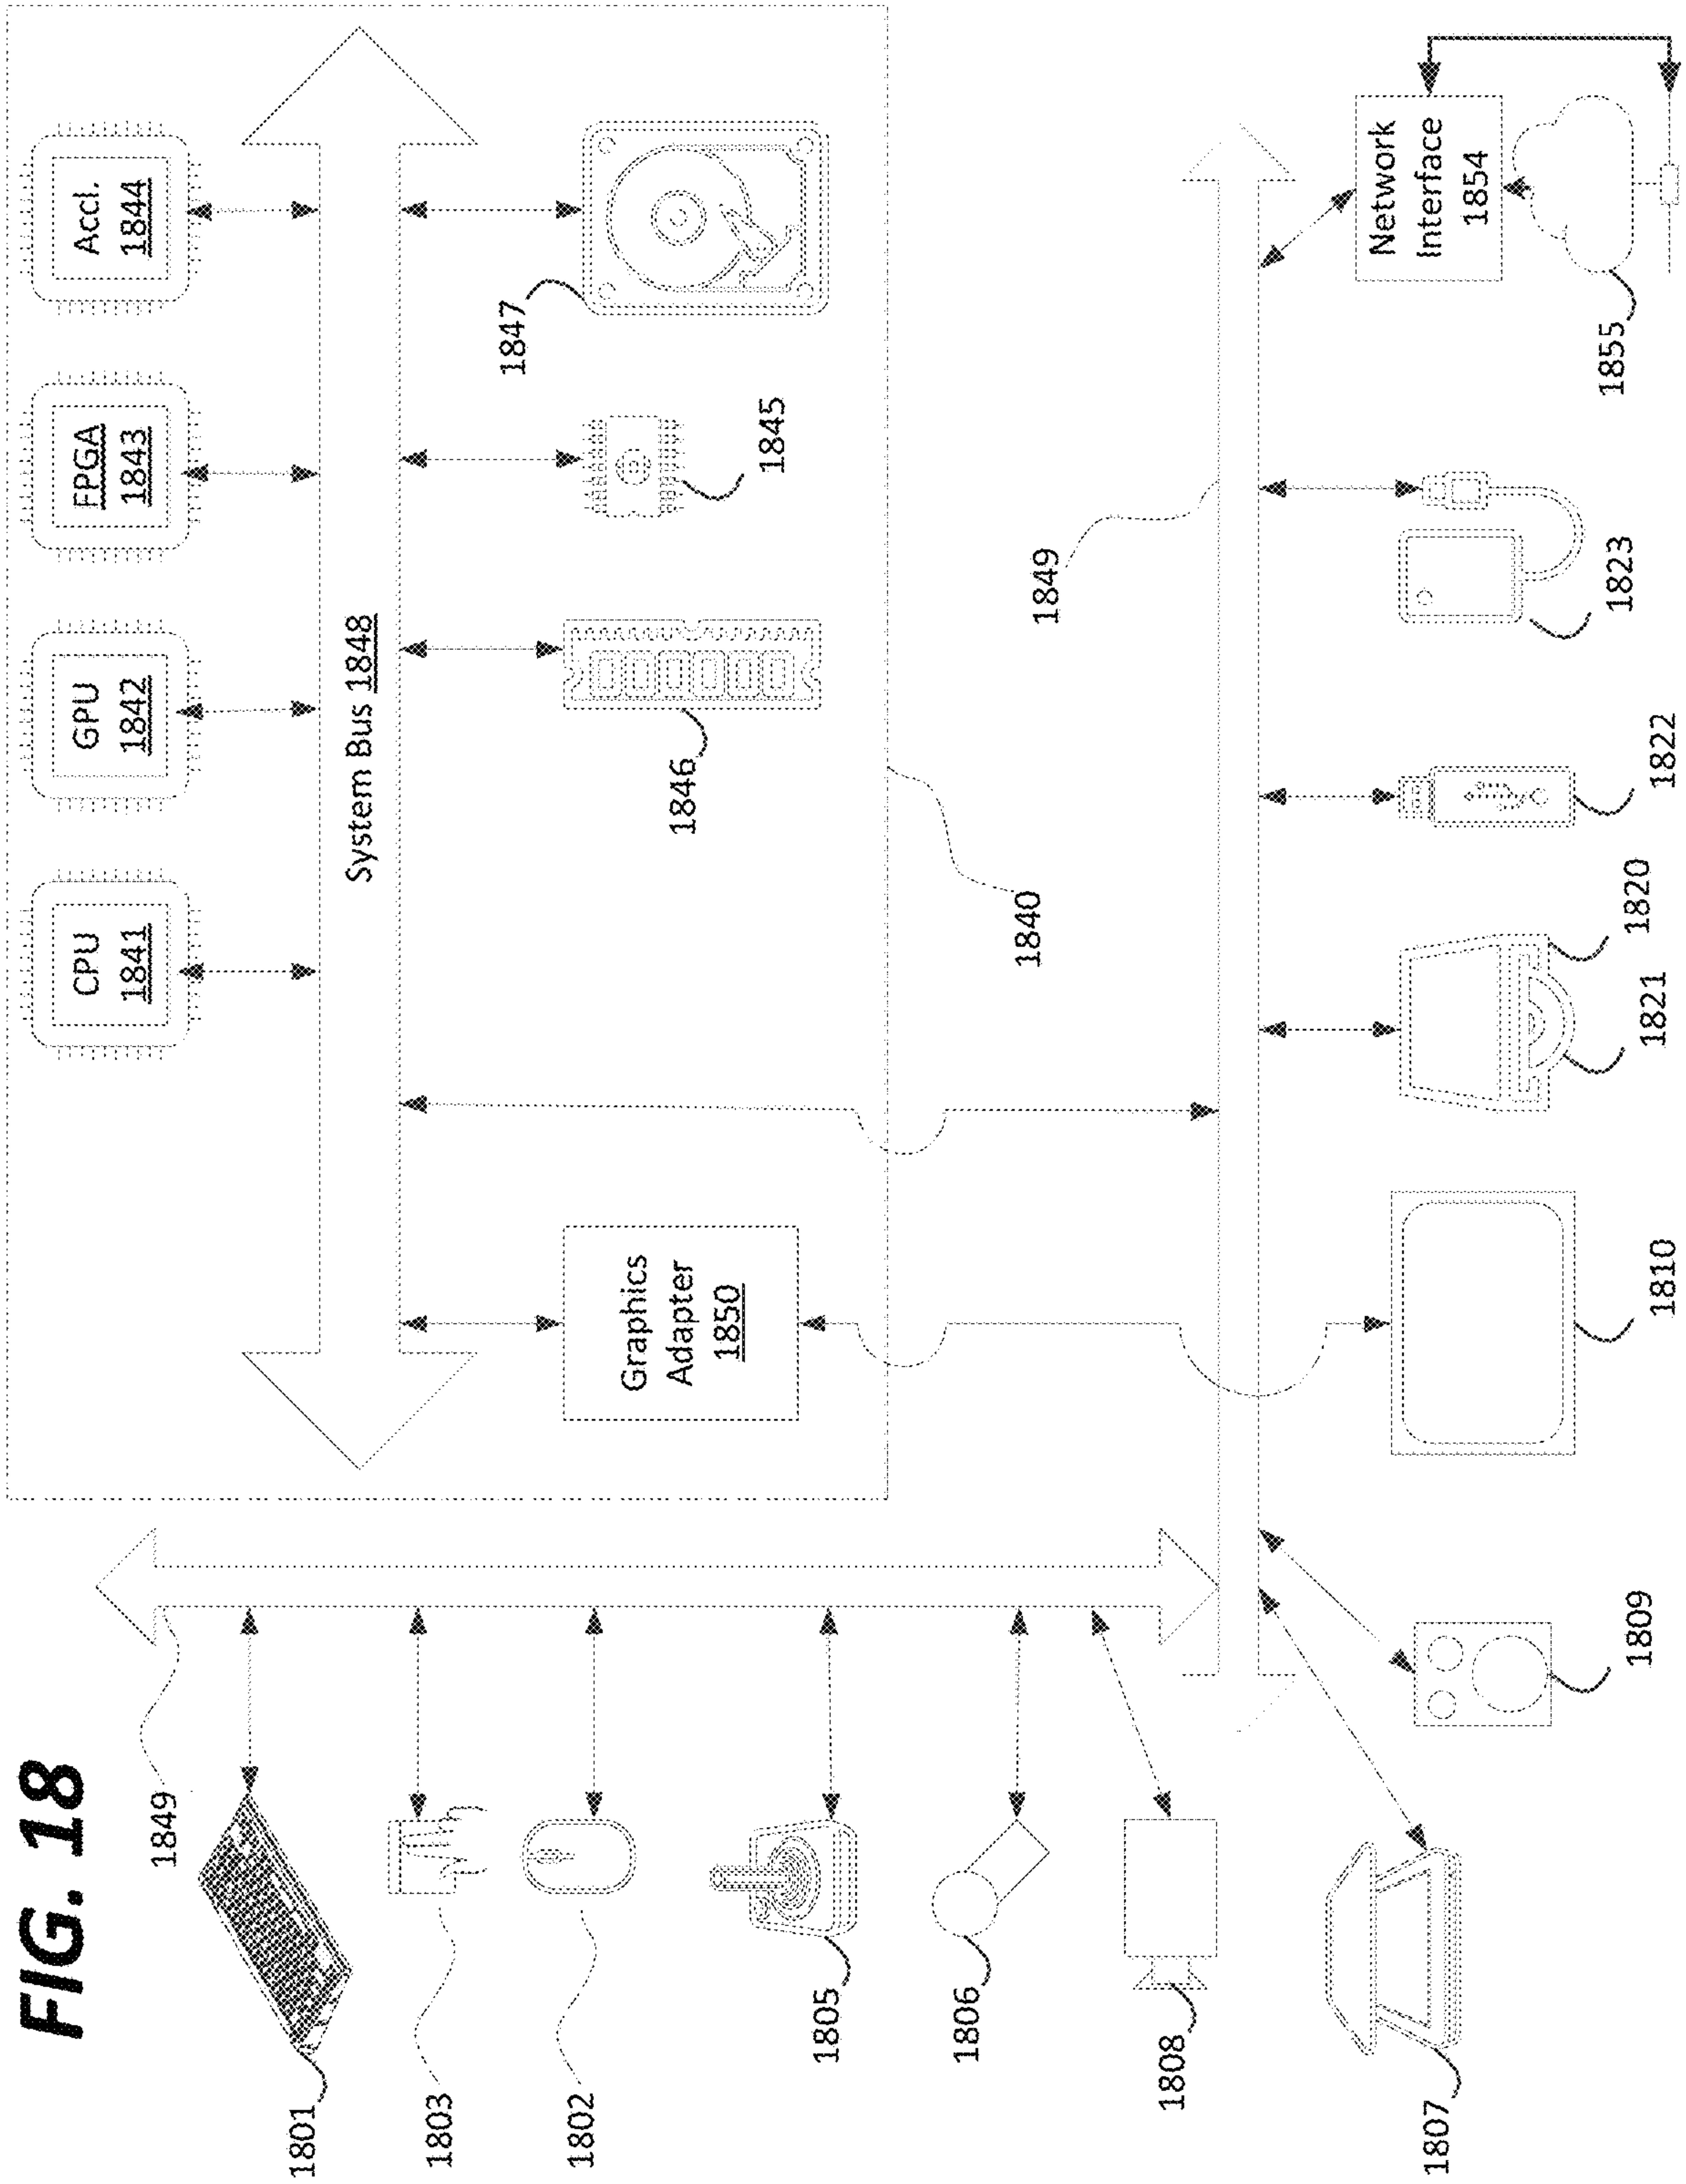 FIG. 18
CPU
1841
GPU
1842
FPGA
1843
Accl.
1844
System Bus 1848
Graphics
Adapter
1850
1846
1845
1847
1840
1849
1849
1801
1803
1802
1805
1806
1808
1807
1809
1810
1821
1820
1822
1823
Network
Interface
1854
1855